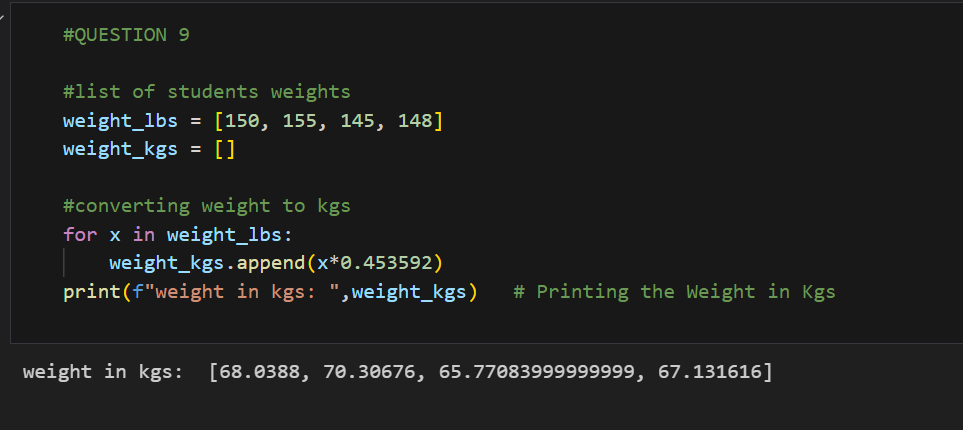 #QUESTION 9
#list of students weights
weight_lbs = [150, 155, 145, 148]
weight_kgs = []
#converting weight to kgs
for x in weight_lbs:
    weight_kgs.append(x*0.453592)
print(f"weight in kgs: ",weight_kgs)   # Printing the Weight in Kgs
weight in kgs:  [68.0388, 70.30676, 65.77083999999999, 67.131616]